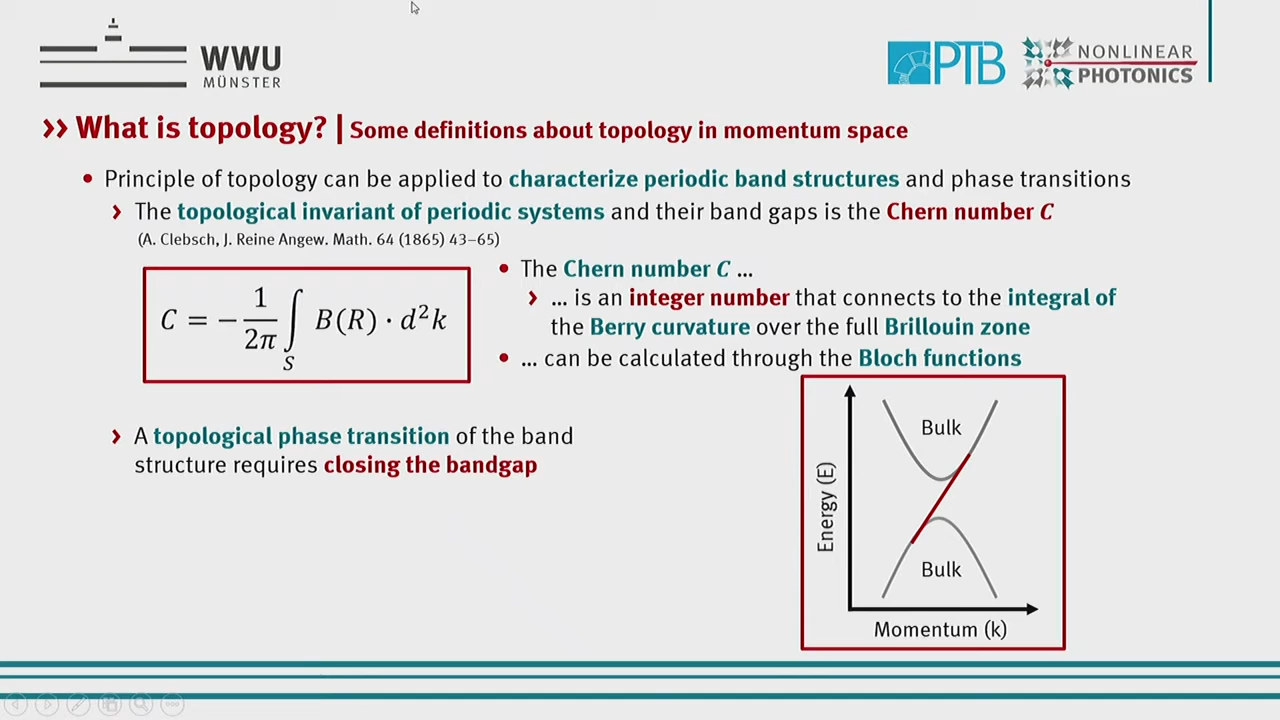 WWU
MÜNSTER
PTB
NONLINEAR
PHOTONICS
›› What is topology? | Some definitions about topology in momentum space
• Principle of topology can be applied to characterize periodic band structures and phase transitions
› The topological invariant of periodic systems and their band gaps is the Chern number C
(A. Clebsch, J. Reine Angew. Math. 64 (1865) 43–65)
C = −1/2π ∫S B(R) · d²k
• The Chern number C ...
› ... is an integer number that connects to the integral of
the Berry curvature over the full Brillouin zone
• ... can be calculated through the Bloch functions
› A topological phase transition of the band
structure requires closing the bandgap
Energy (E)
Bulk
Bulk
Momentum (k)